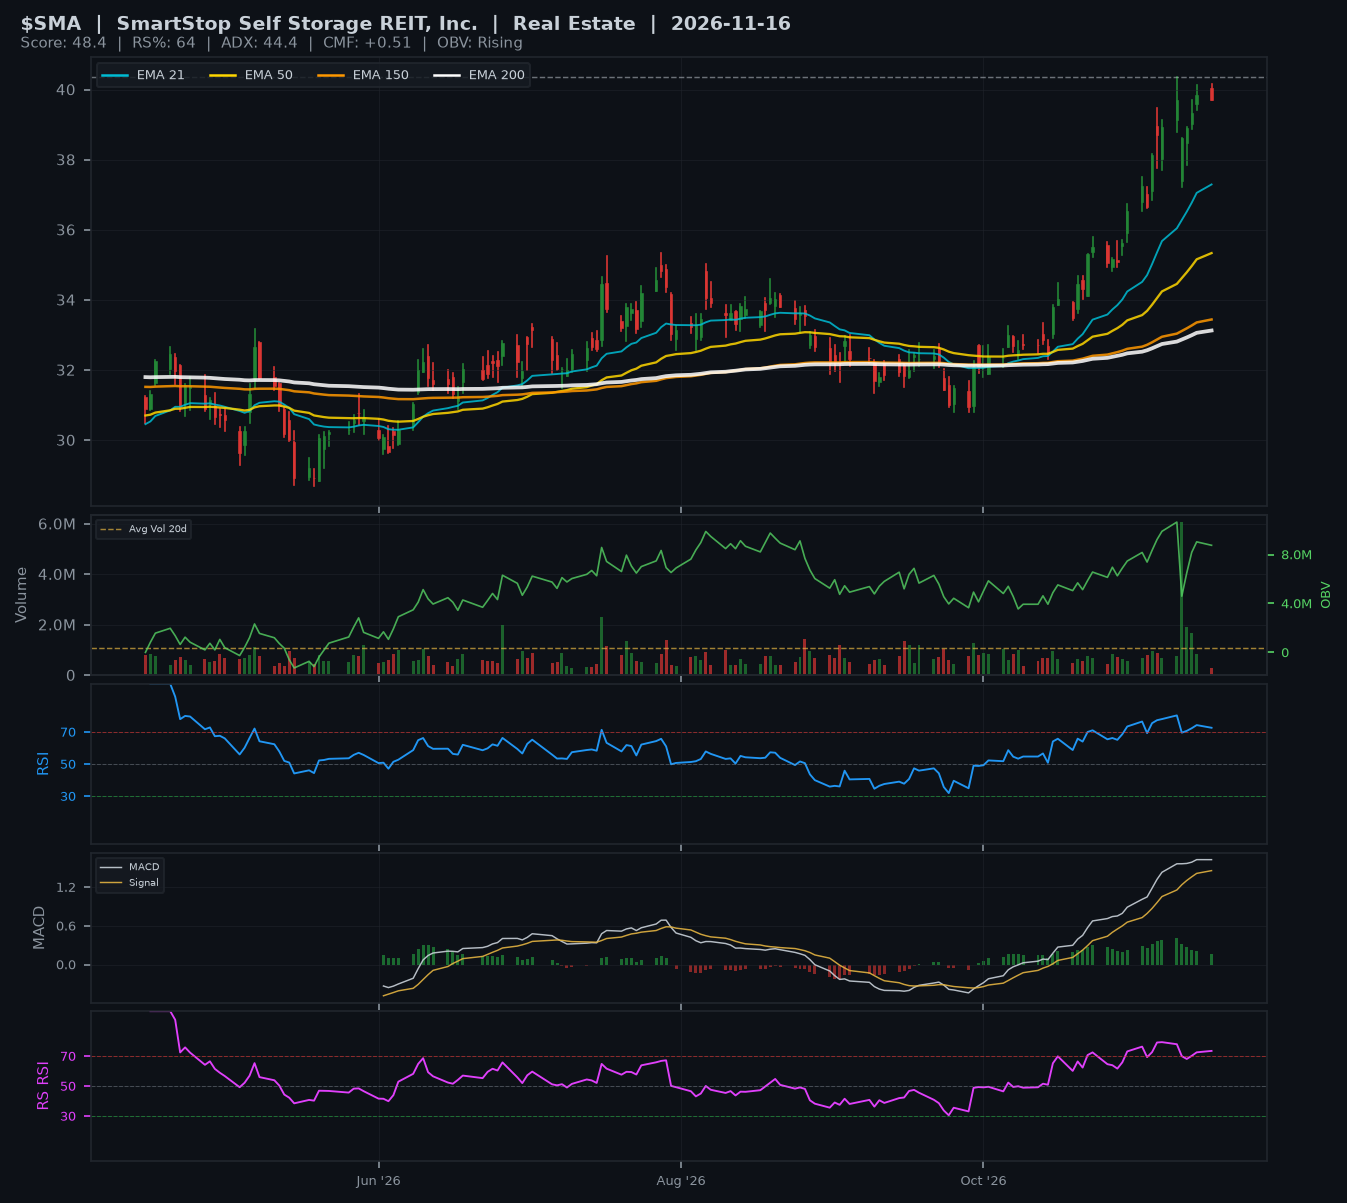 $SMA | SmartStop Self Storage REIT, Inc. | Real Estate | 2026-11-16
Score: 48.4 | RS%: 64 | ADX: 44.4 | CMF: +0.51 | OBV: Rising
EMA 21 EMA 50 EMA 150 EMA 200
40
38
36
34
32
30
6.0M
4.0M
2.0M
0
Volume
Avg Vol 20d
8.0M
4.0M
0
OBV
70
50
30
RSI
MACD
Signal
1.2
0.6
0.0
MACD
70
50
30
RS RSI
Jun '26 Aug '26 Oct '26